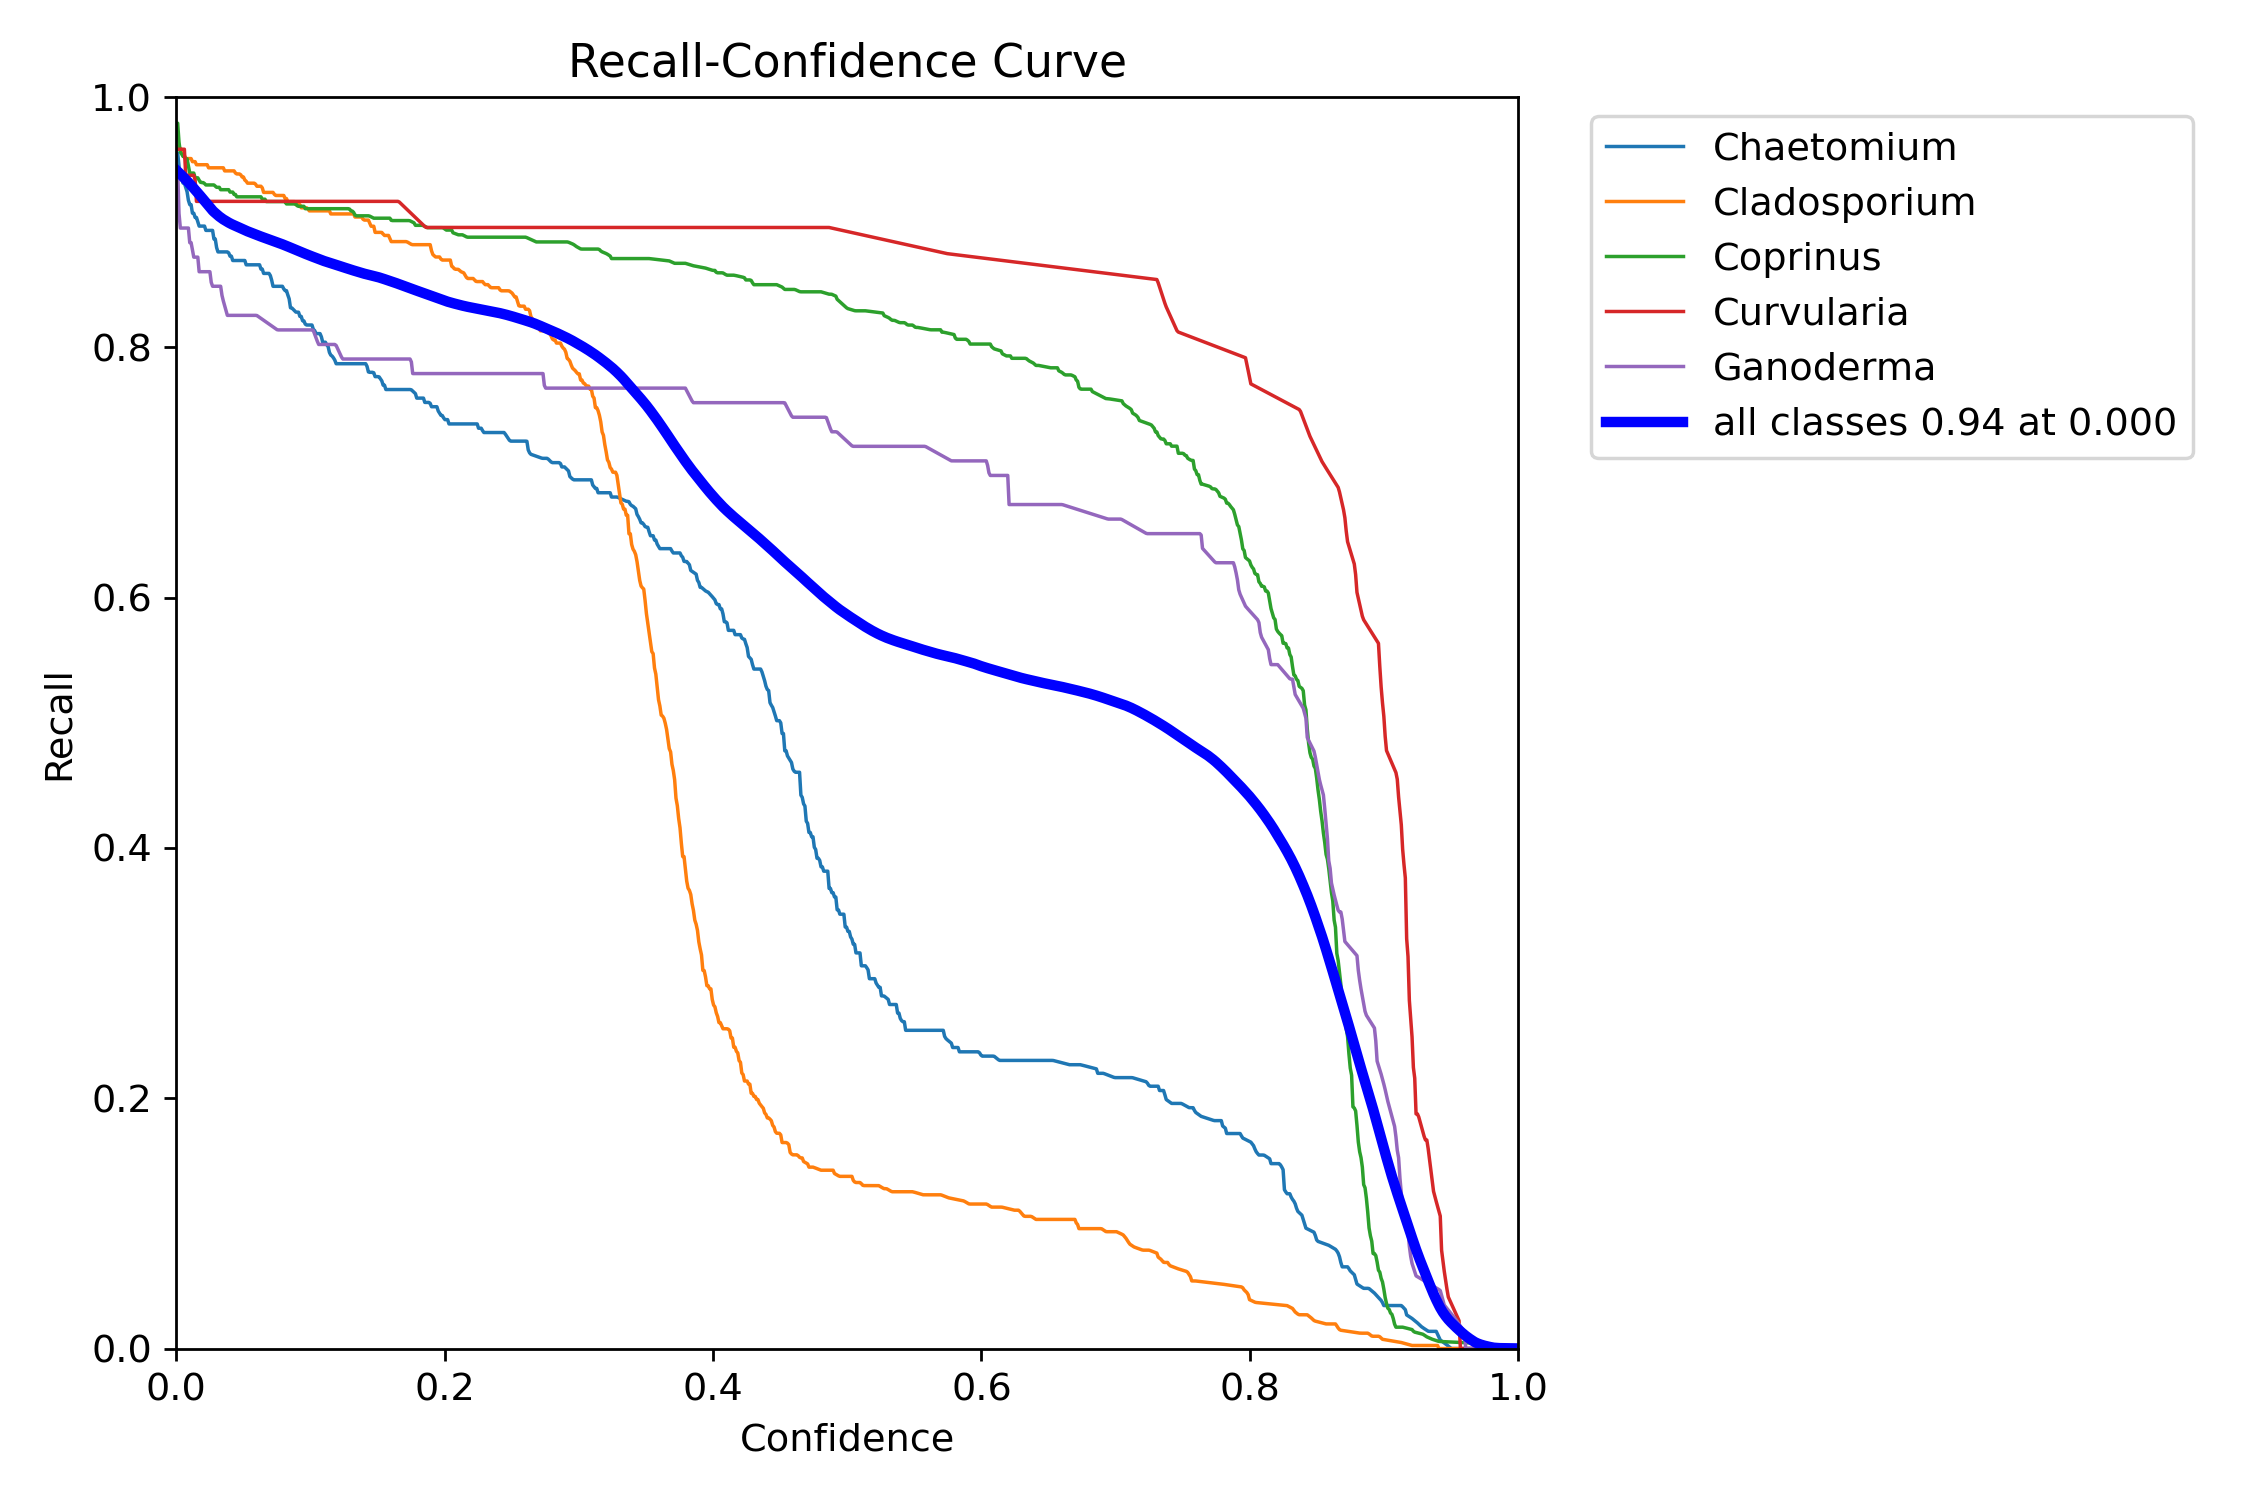 Recall-Confidence Curve
1.0
0.8
0.6
0.4
0.2
0.0
Recall
0.0 0.2 0.4 0.6 0.8 1.0
Confidence
Chaetomium
Cladosporium
Coprinus
Curvularia
Ganoderma
all classes 0.94 at 0.000